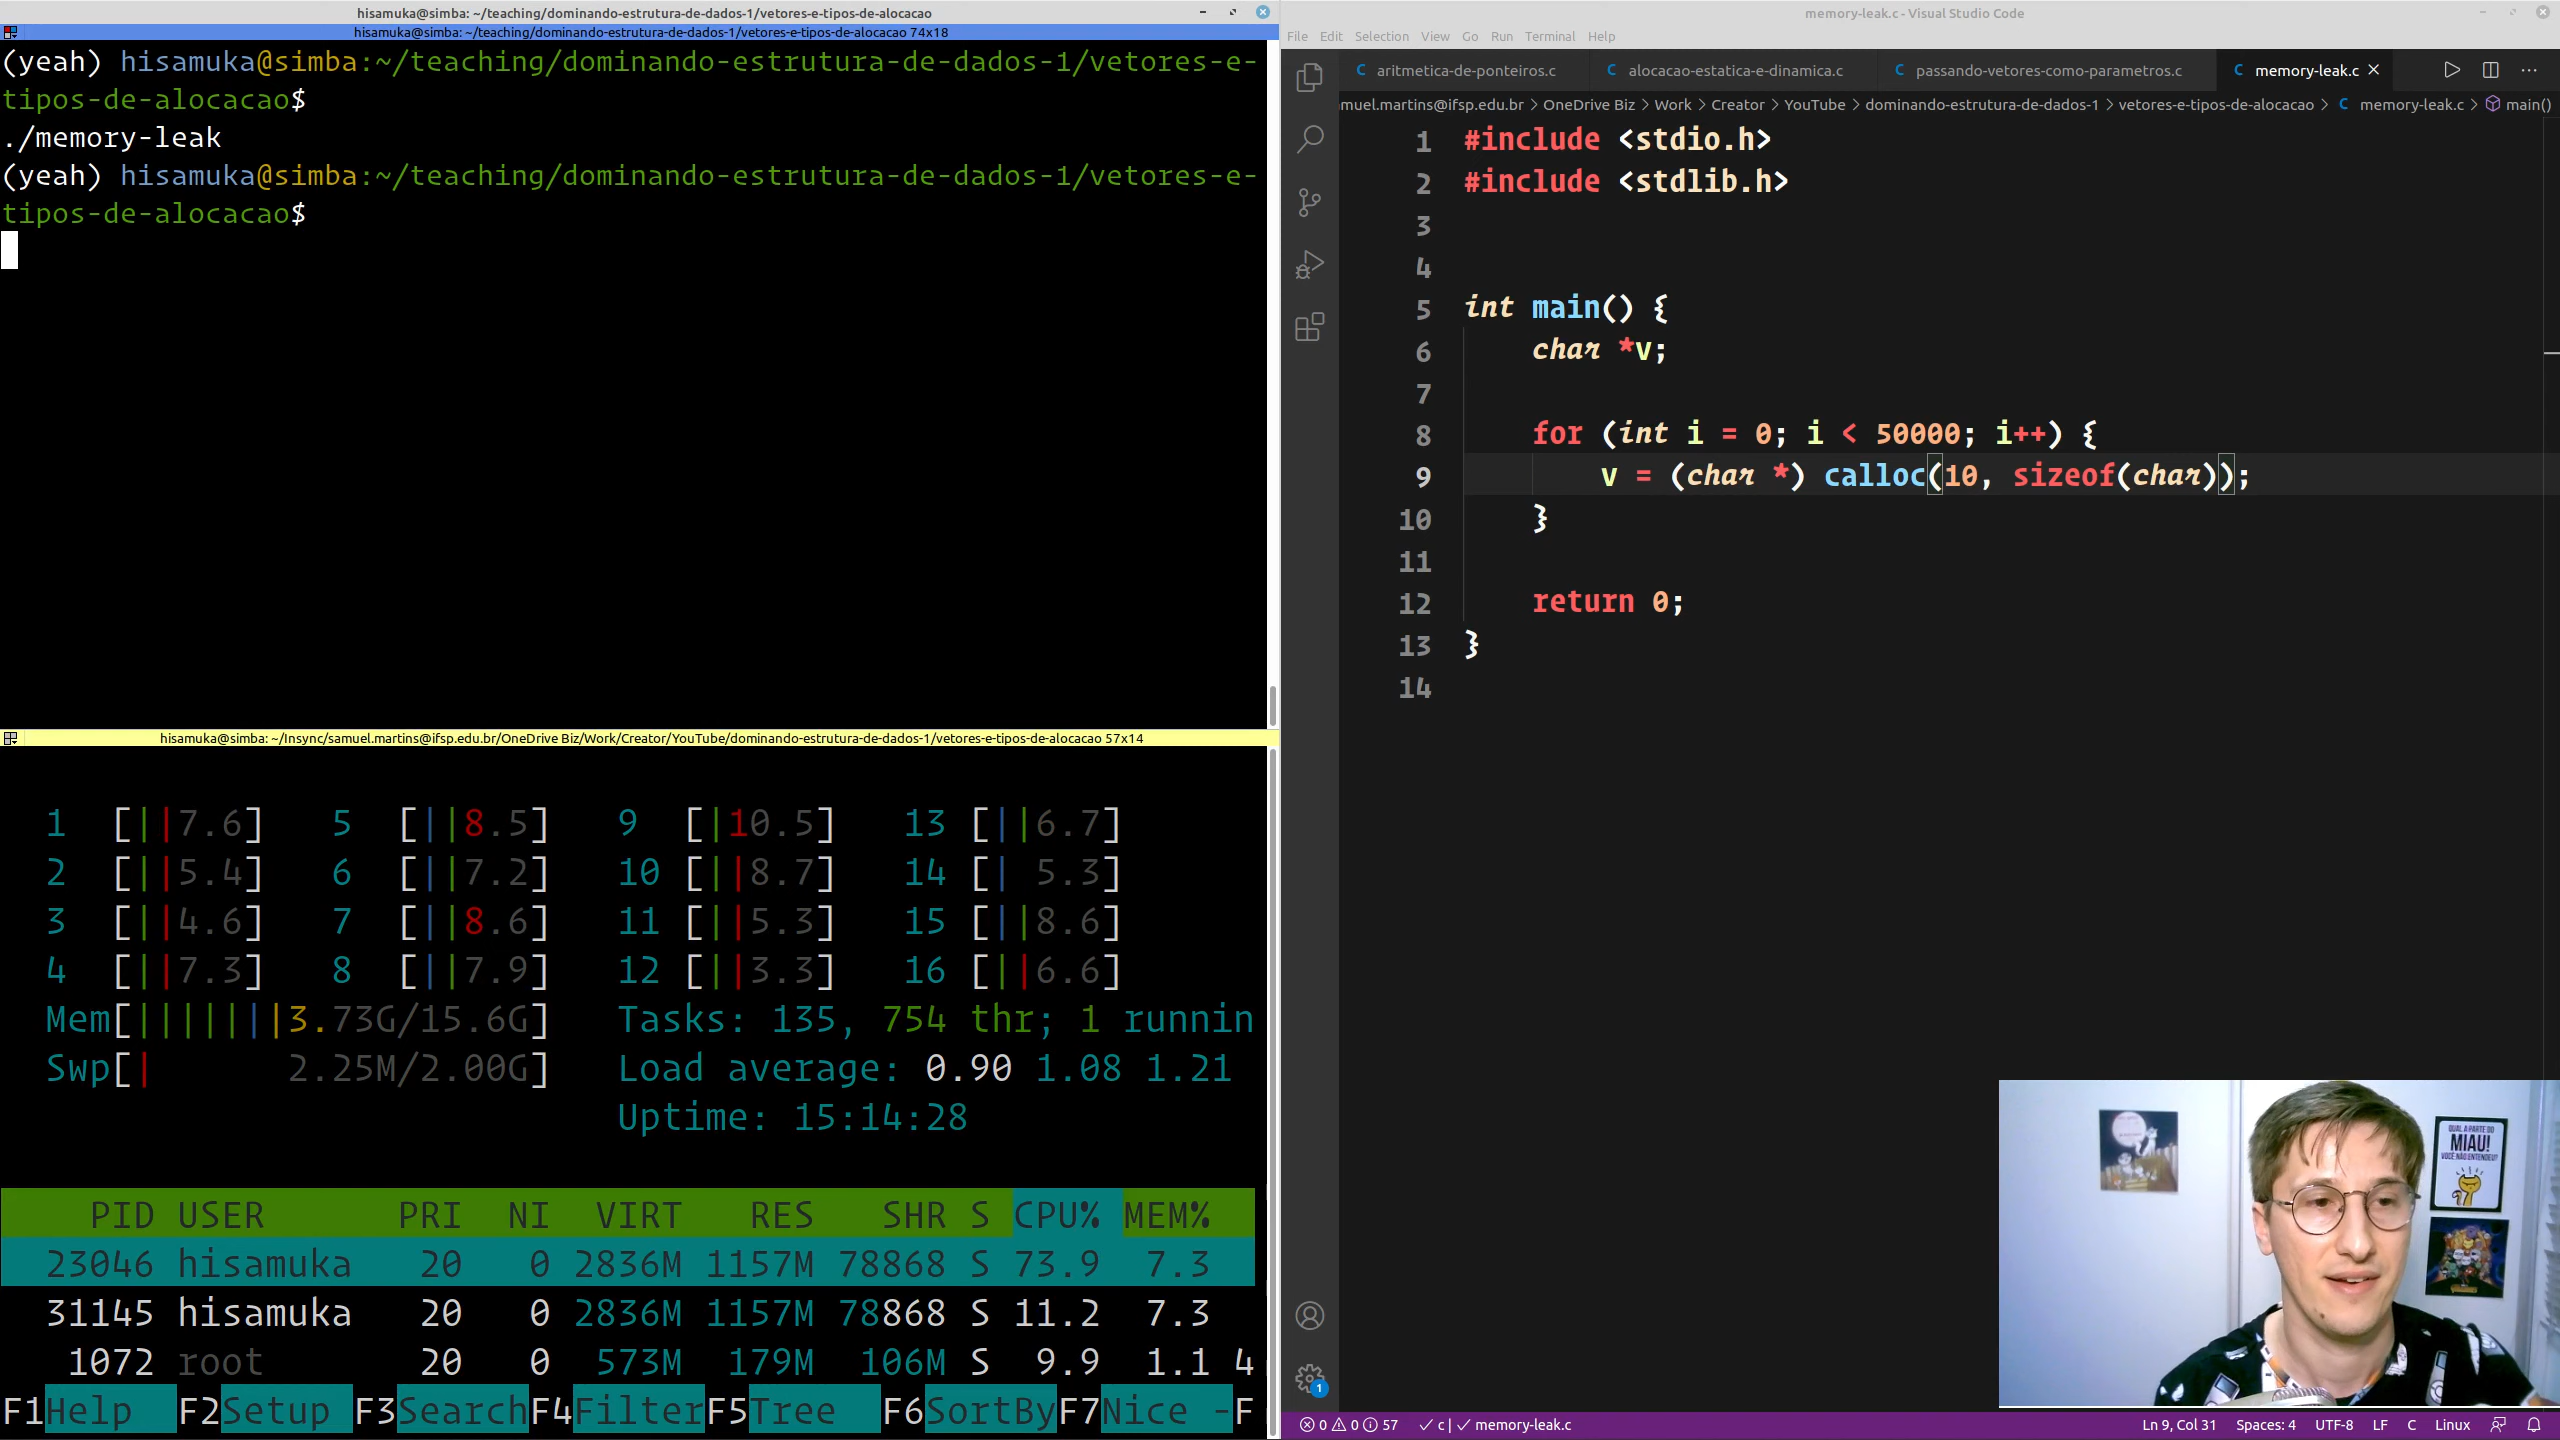 hisamuka@simba: ~/teaching/dominando-estrutura-de-dados-1/vetores-e-tipos-de-alocacao
hisamuka@simba: ~/teaching/dominando-estrutura-de-dados-1/vetores-e-tipos-de-alocacao 74x18
(yeah) hisamuka@simba:~/teaching/dominando-estrutura-de-dados-1/vetores-e-
tipos-de-alocacao$
./memory-leak
(yeah) hisamuka@simba:~/teaching/dominando-estrutura-de-dados-1/vetores-e-
tipos-de-alocacao$
hisamuka@simba: ~/Insync/samuel.martins@ifsp.edu.br/OneDrive Biz/Work/Creator/YouTube/dominando-estrutura-de-dados-1/vetores-e-tipos-de-alocacao 57x14
1 [||7.6] 5 [||8.5] 9 [|10.5] 13 [||6.7]
2 [||5.4] 6 [||7.2] 10 [||8.7] 14 [| 5.3]
3 [||4.6] 7 [||8.6] 11 [||5.3] 15 [||8.6]
4 [||7.3] 8 [||7.9] 12 [||3.3] 16 [||6.6]
Mem[|||||||3.73G/15.6G] Tasks: 135, 754 thr; 1 runnin
Swp[| 2.25M/2.00G] Load average: 0.90 1.08 1.21
Uptime: 15:14:28
PID USER PRI NI VIRT RES SHR S CPU% MEM%
23046 hisamuka 20 0 2836M 1157M 78868 S 73.9 7.3
31145 hisamuka 20 0 2836M 1157M 78868 S 11.2 7.3
1072 root 20 0 573M 179M 106M S 9.9 1.1 4
F1Help F2Setup F3SearchF4FilterF5Tree F6SortByF7Nice -F
memory-leak.c - Visual Studio Code
File Edit Selection View Go Run Terminal Help
C aritmetica-de-ponteiros.c C alocacao-estatica-e-dinamica.c C passando-vetores-como-parametros.c C memory-leak.c
muel.martins@ifsp.edu.br > OneDrive Biz > Work > Creator > YouTube > dominando-estrutura-de-dados-1 > vetores-e-tipos-de-alocacao > C memory-leak.c > main()
1 #include <stdio.h>
2 #include <stdlib.h>
3
4
5 int main() {
6 char *v;
7
8 for (int i = 0; i < 50000; i++) {
9 v = (char *) calloc(10, sizeof(char));
10 }
11
12 return 0;
13 }
14
QUAL A PARTE DO
MIAU!
VOCÊ NÃO ENTENDEU?
1
0 0 57 c | memory-leak.c Ln 9, Col 31 Spaces: 4 UTF-8 LF C Linux